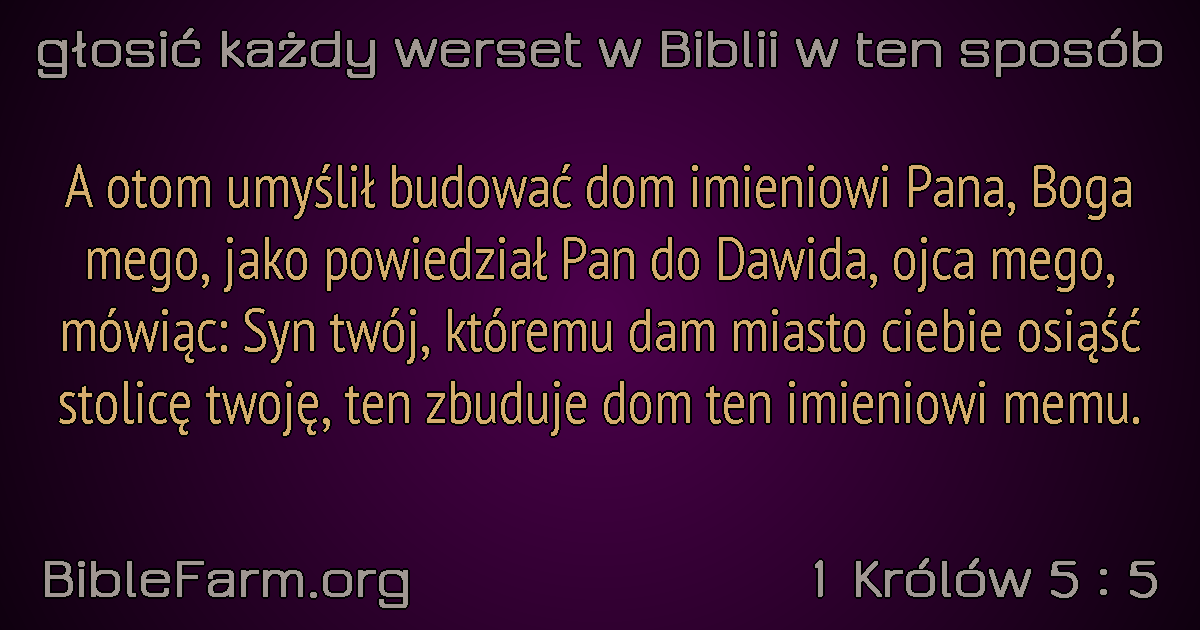 głosić każdy werset w Biblii w ten sposób
A otom umyślił budować dom imieniowi Pana, Boga
mego, jako powiedział Pan do Dawida, ojca mego,
mówiąc: Syn twój, któremu dam miasto ciebie osiąść
stolicę twoję, ten zbuduje dom ten imieniowi memu.
BibleFarm.org
1 Królów 5 : 5